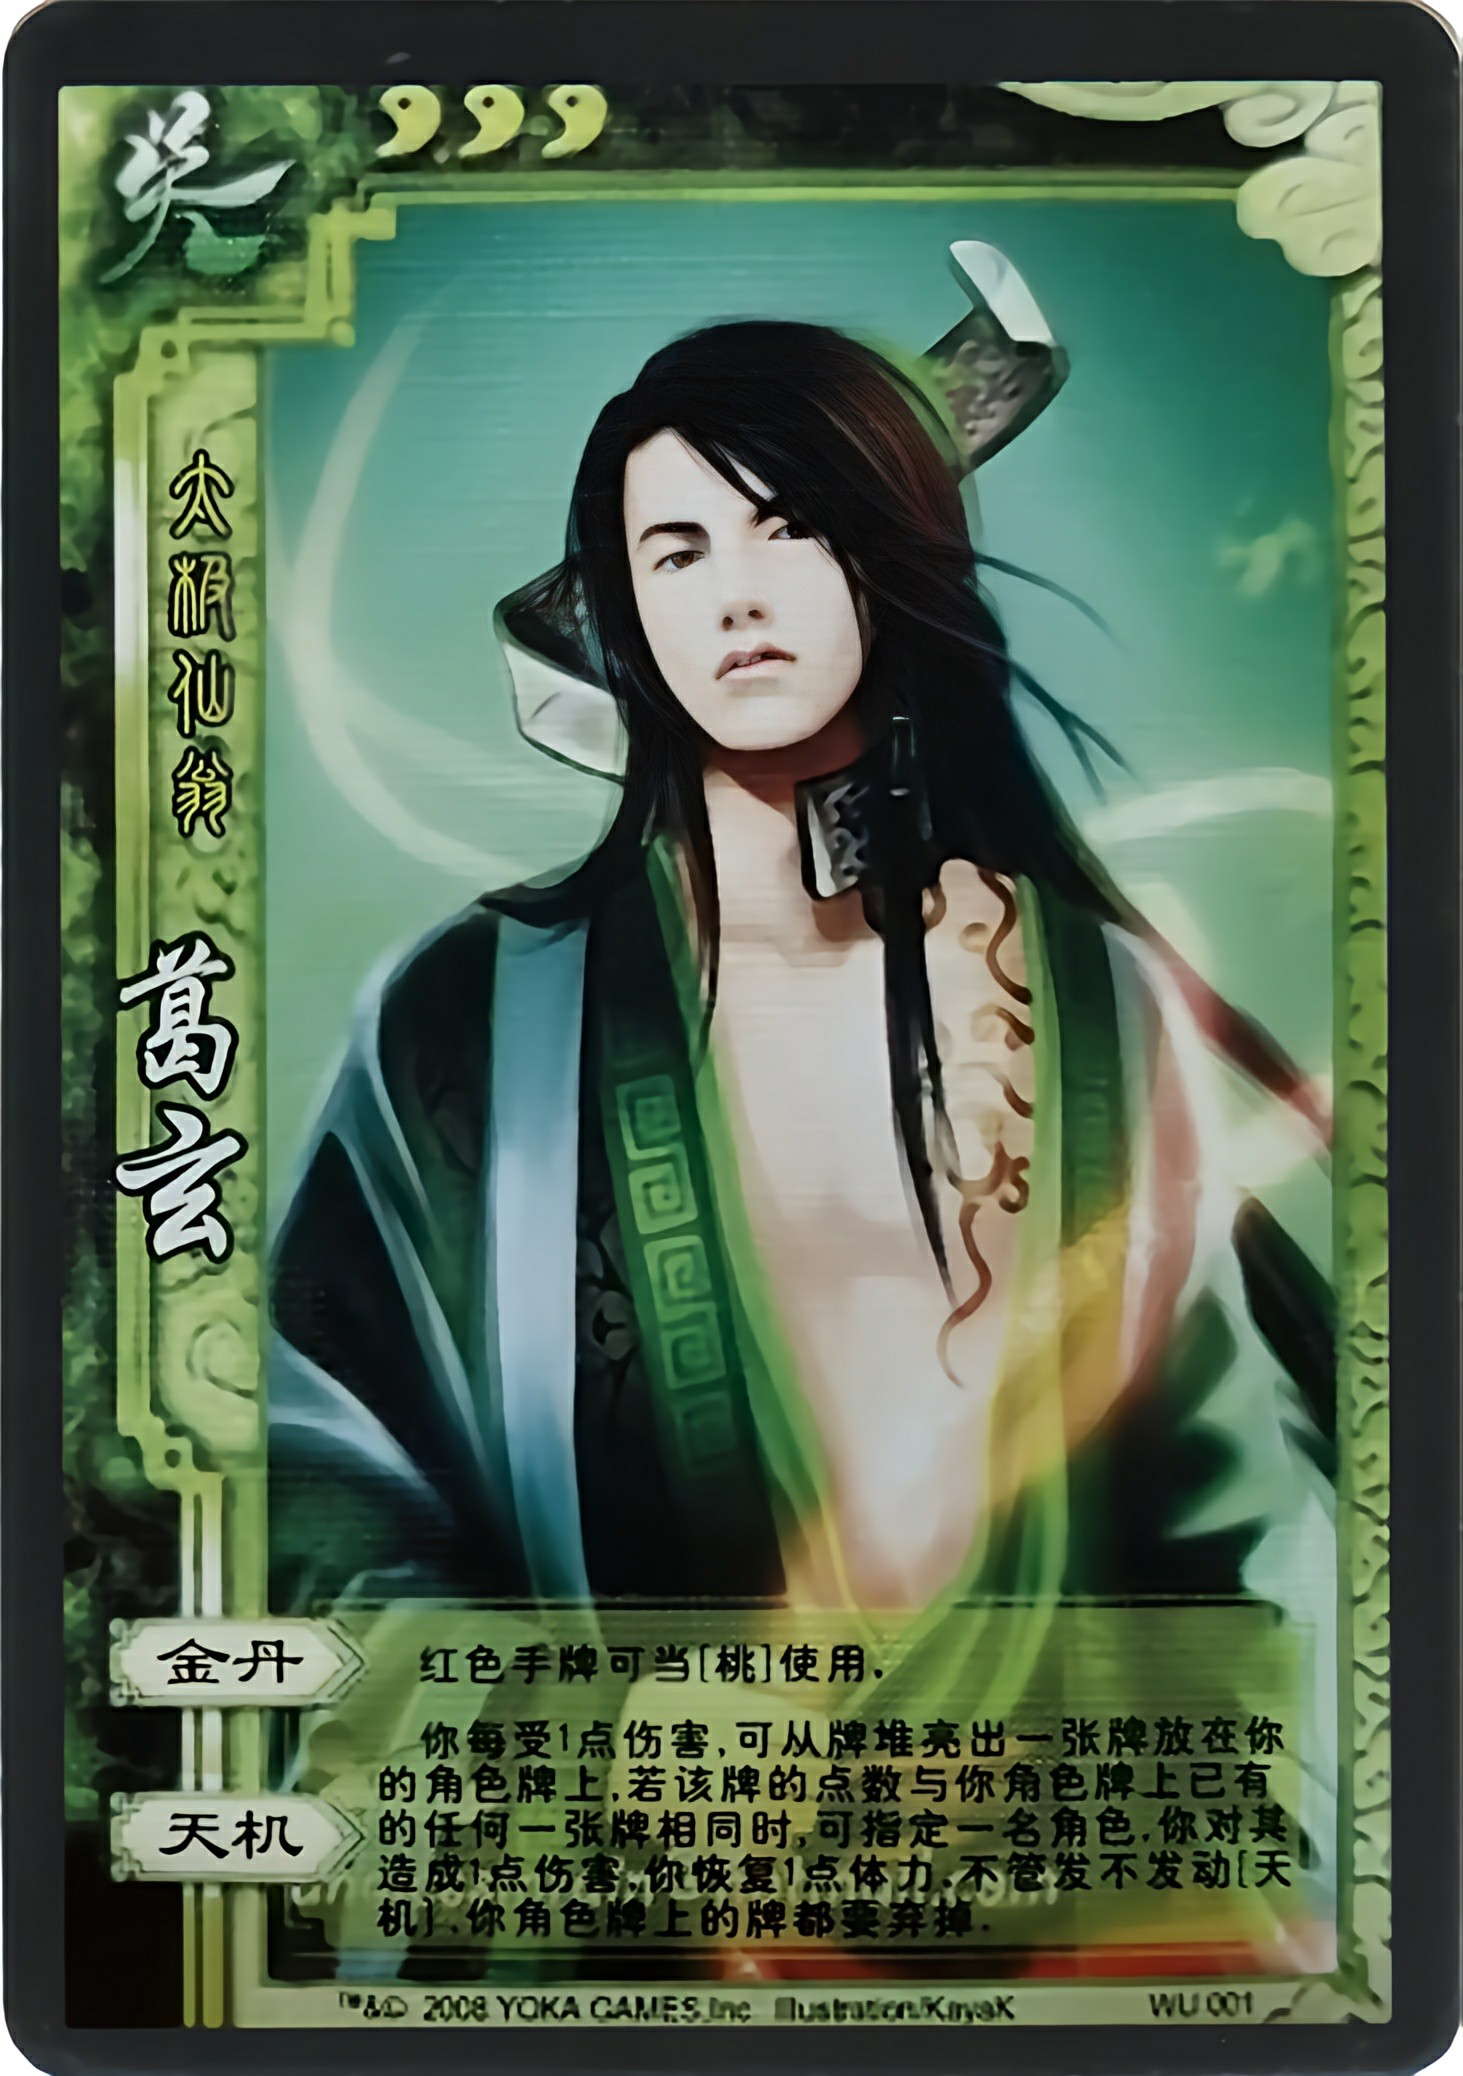 吴
太极仙翁
葛玄
金丹
红色手牌可当[桃]使用.
天机
你每受1点伤害,可从牌堆亮出一张牌放在你
的角色牌上,若该牌的点数与你角色牌上已有
的任何一张牌相同时,可指定一名角色,你对其
造成1点伤害,你恢复1点体力,不管发不发动[天
机],你角色牌上的牌都要弃掉.
™&© 2008 YOKA GAMES,Inc Illustration/KayaK
WU 001